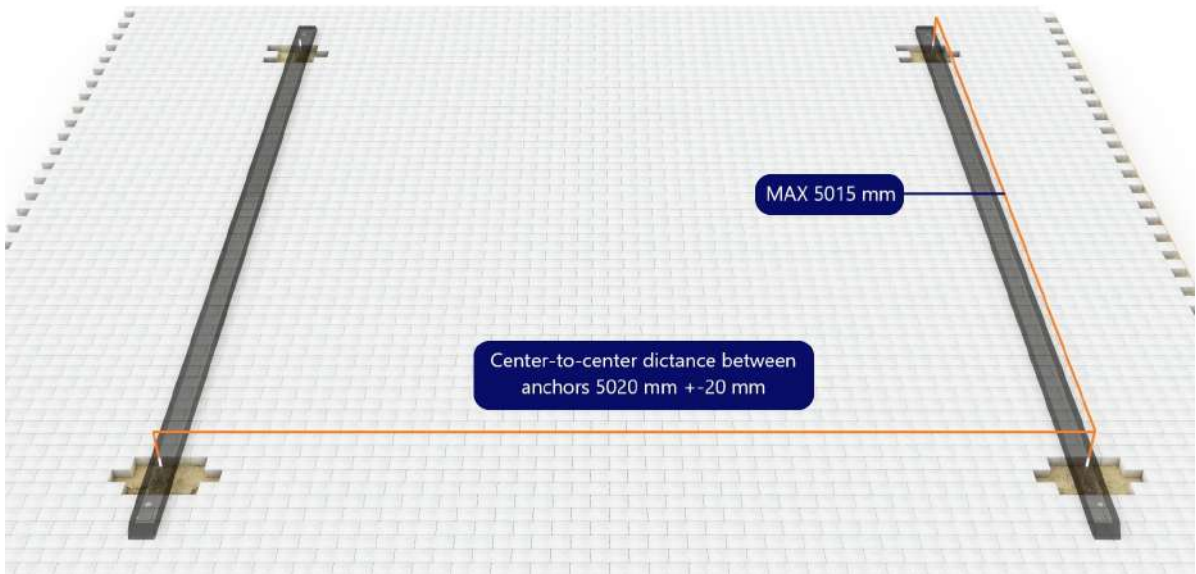 MAX 5015 mm
Center-to-center dictance between
anchors 5020 mm +-20 mm